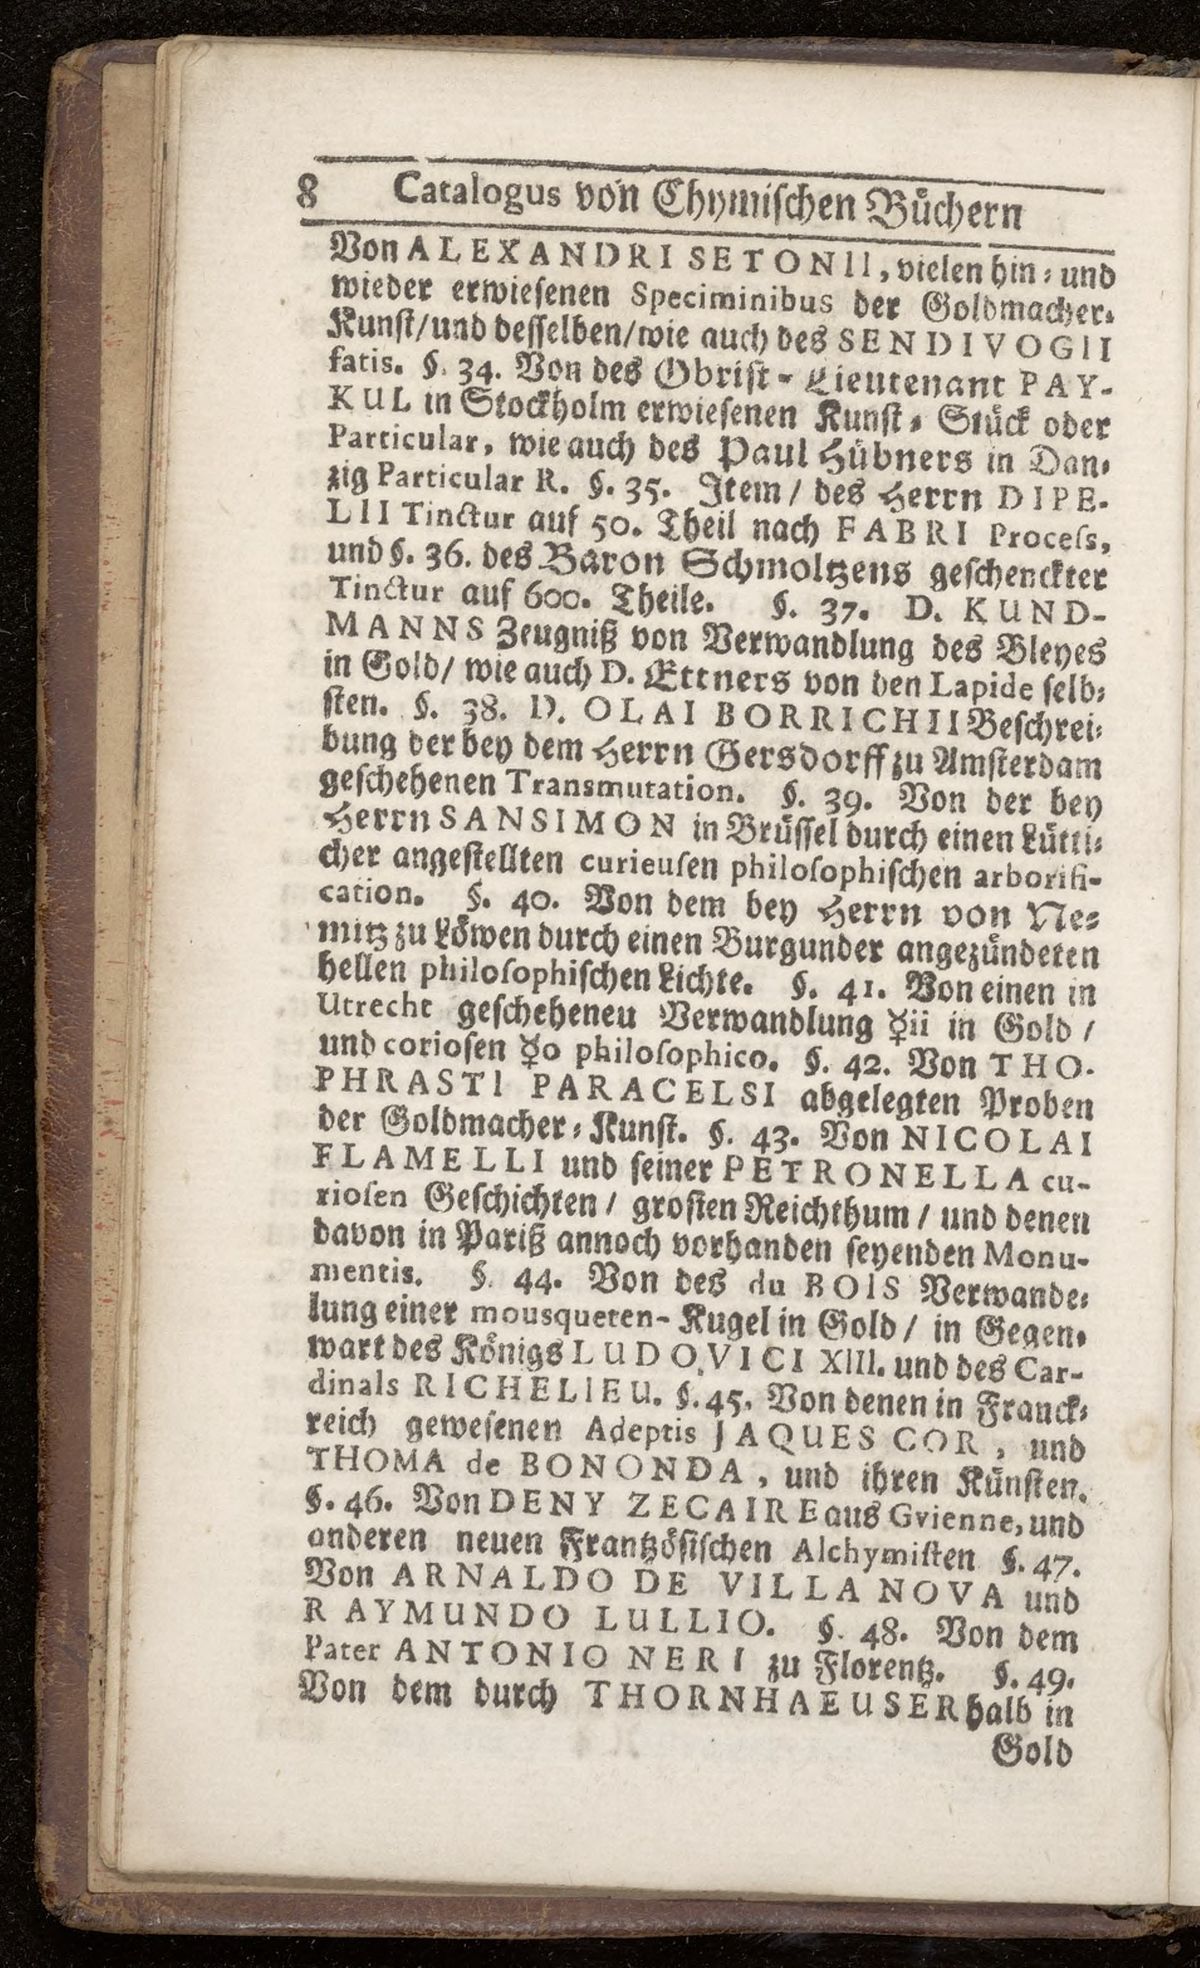 8 Catalogus von Chymischen Büchern
Von ALEXANDRI SETONII, vielen hin- und
wieder erwiesenen Speciminibus der Goldmacher-
Kunst/und desselben/wie auch des SENDIVOGII
fatis. §. 34. Von des Obrist-Lieutenant PAY-
KUL in Stockholm erwiesenen Kunst-Stück oder
Particular, wie auch des Paul Hübners in Dan-
zig Particular R. §. 35. Item / des Herrn DIPE-
LII Tinctur auf 50. Theil nach FABRI Process,
und §. 36. des Baron Schmoltzens geschenckter
Tinctur auf 600. Theile. §. 37. D. KUND-
MANNS Zeugniß von Verwandlung des Bleyes
in Gold/ wie auch D. Ettners von den Lapide selb-
sten. §. 38. D. OLAI BORRICHII Beschrei-
bung der bey dem Herrn Gersdorff zu Amsterdam
geschehenen Transmutation. §. 39. Von der bey
Herrn SANSIMON in Brüssel durch einen Lütti-
cher angestellten curieusen philosophischen arborifi-
cation. §. 40. Von dem bey Herrn von Ne-
mitz zu Löwen durch einen Burgunder angezündeten
hellen philosophischen Lichte. §. 41. Von einen in
Utrecht geschehenen Verwandlung ☿ii in Gold /
und coriosen ☿o philosophico. §. 42. Von THO-
PHRASTI PARACELSI abgelegten Proben
der Goldmacher-Kunst. §. 43. Von NICOLAI
FLAMELLI und seiner PETRONELLA cu-
riosen Geschichten / grosten Reichthum / und denen
davon in Pariß annoch vorhanden seyenden Monu-
mentis. §. 44. Von des du BOIS Verwande-
lung einer mousqueten-Kugel in Gold / in Gegen-
wart des Königs LUDOVICI XIII. und des Car-
dinals RICHELIEU. §. 45. Von denen in Franck-
reich gewesenen Adeptis JAQUES COR, und
THOMA de BONONDA, und ihren Künsten.
§. 46. Von DENY ZECAIRE aus Gvienne, und
anderen neuen Frantzösischen Alchymisten §. 47.
Von ARNALDO DE VILLA NOVA und
RAYMUNDO LULLIO. §. 48. Von dem
Pater ANTONIO NERI zu Florentz. §. 49.
Von dem durch THORNHAEUSER halb in
Gold